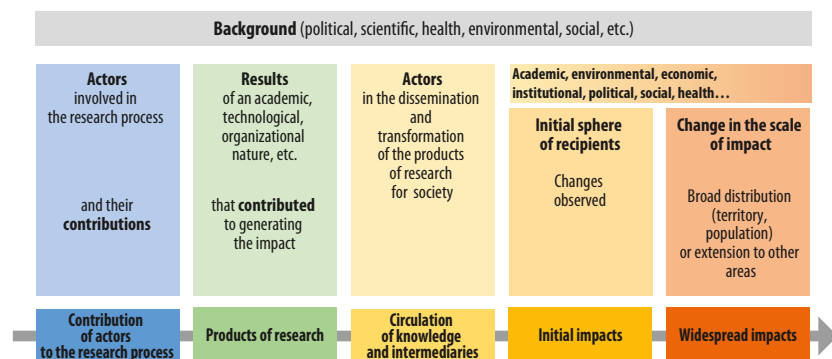 Background (political, scientific, health, environmental, social, etc.)
Actors
involved in
the research process
and their
contributions
Results
of an academic,
technological,
organizational
nature, etc.
that contributed
to generating
the impact
Actors
in the dissemination
and
transformation
of the products
of research
for society
Academic, environmental, economic,
institutional, political, social, health…
Initial sphere
of recipients
Changes
observed
Change in the scale
of impact
Broad distribution
(territory,
population)
or extension to other
areas
Contribution
of actors
to the research process
Products of research
Circulation
of knowledge
and intermediaries
Initial impacts
Widespread impacts